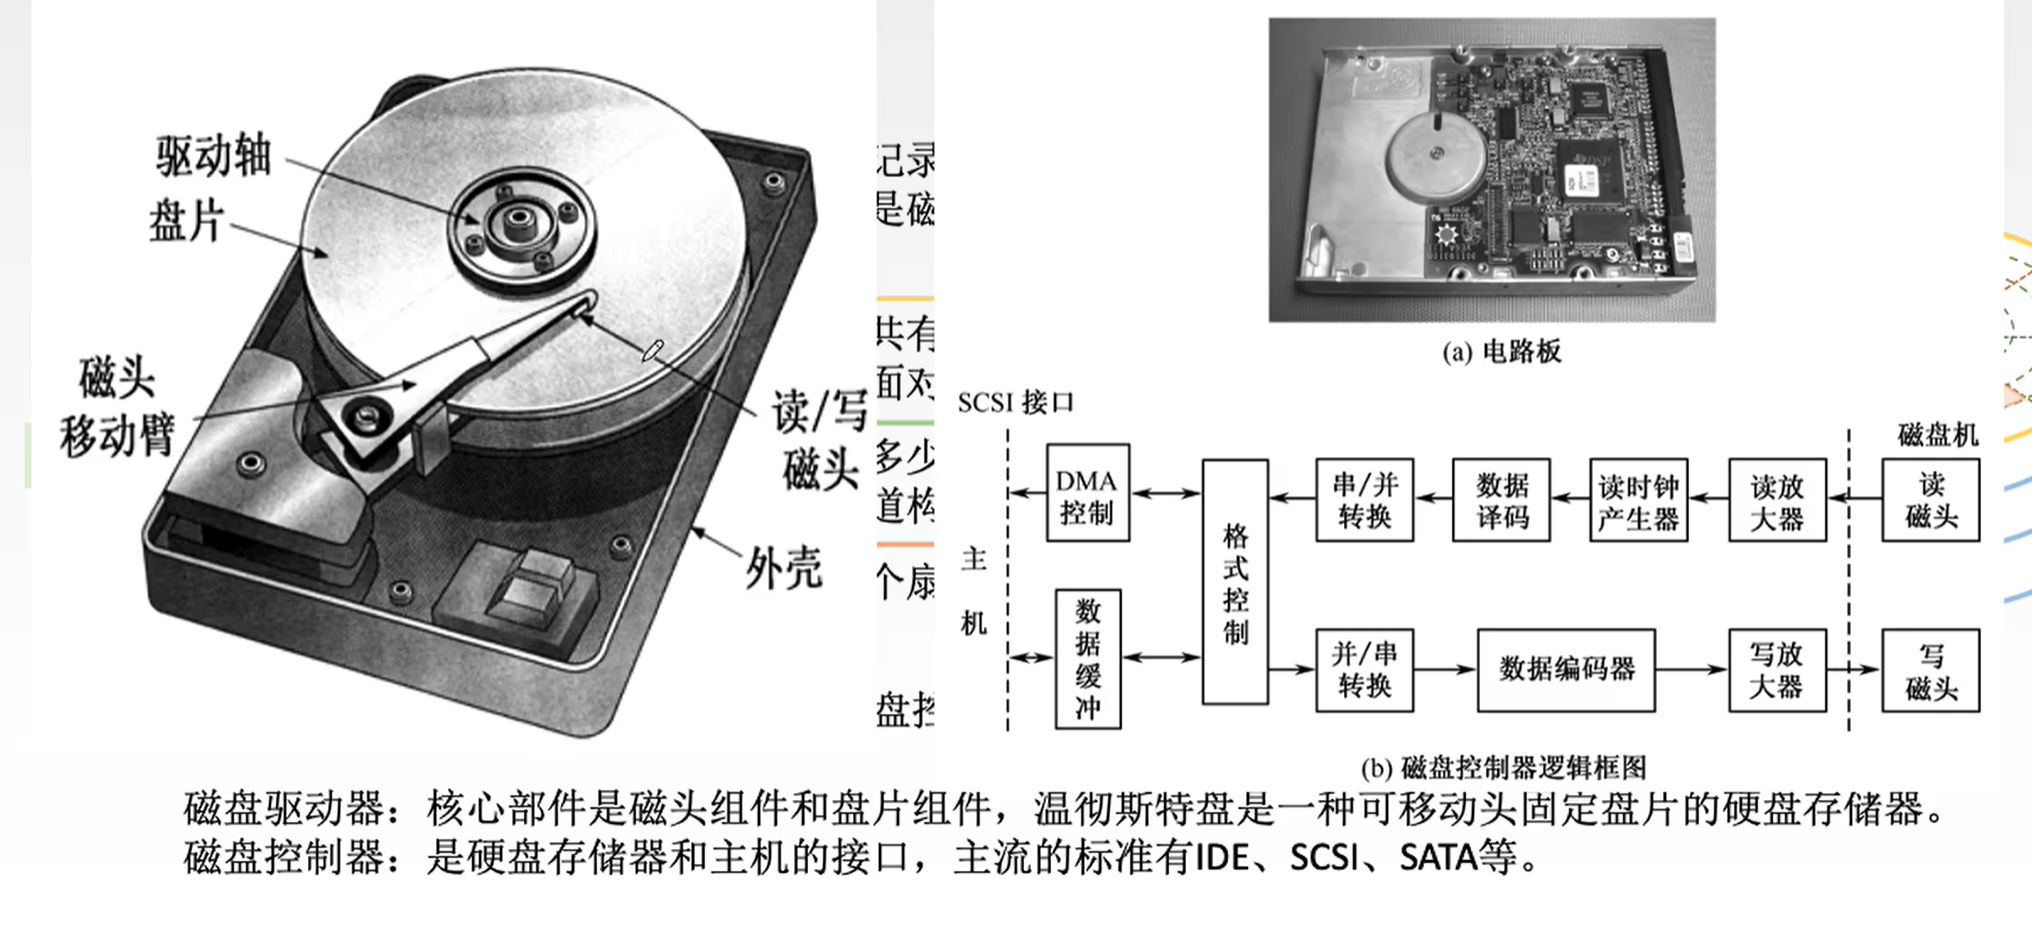 驱动轴
盘片
磁头
移动臂
读/写
磁头
外壳
记录
是磁
共有
面对
多少
道构
个扇
盘控
(a) 电路板
SCSI 接口
磁盘机
主
机
DMA
控制
数
据
缓
冲
格
式
控
制
串/并
转换
数据
译码
读时钟
产生器
读放
大器
读
磁头
并/串
转换
数据编码器
写放
大器
写
磁头
(b) 磁盘控制器逻辑框图
磁盘驱动器：核心部件是磁头组件和盘片组件，温彻斯特盘是一种可移动头固定盘片的硬盘存储器。
磁盘控制器：是硬盘存储器和主机的接口，主流的标准有IDE、SCSI、SATA等。